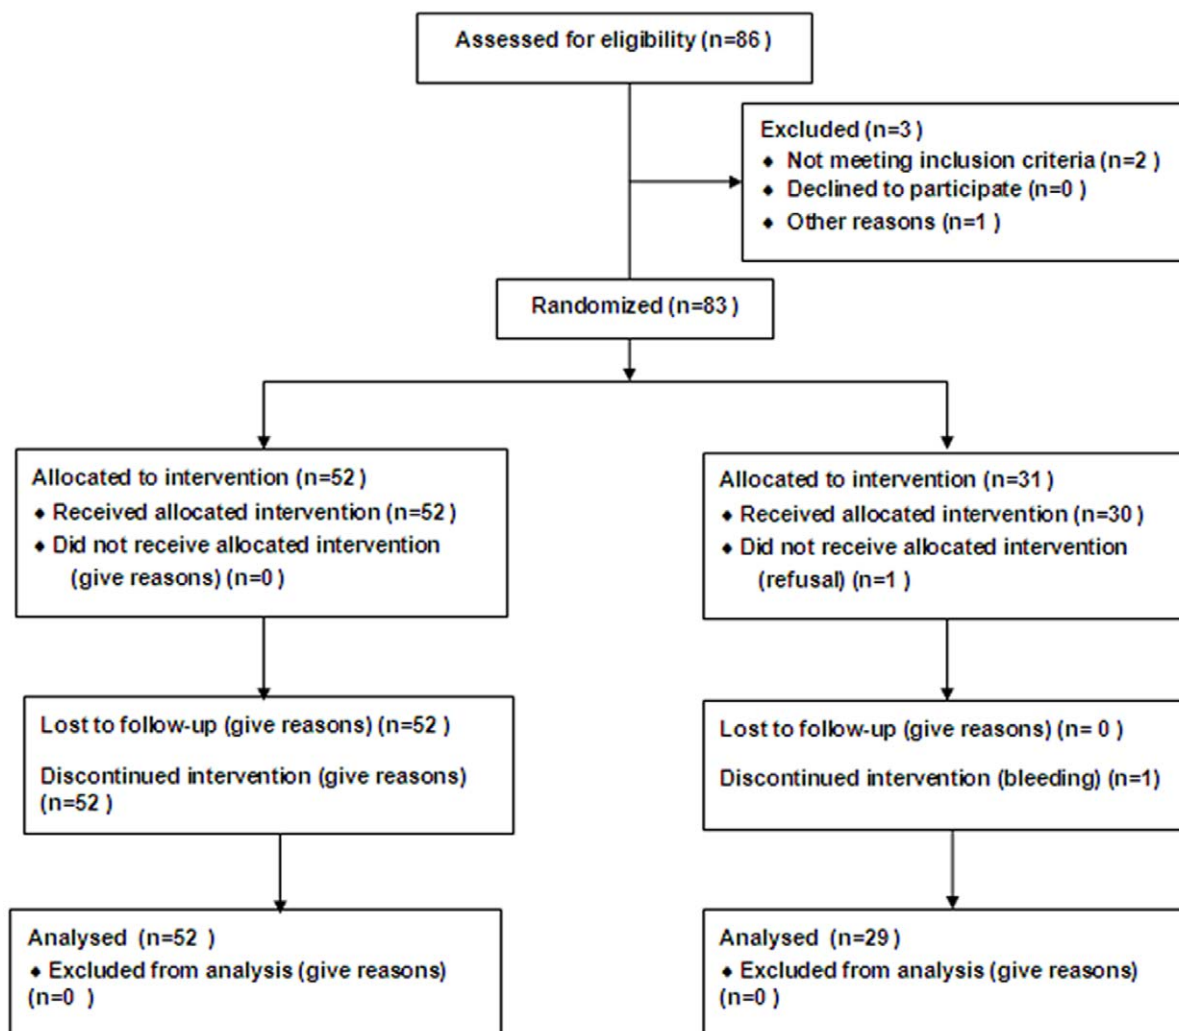 Assessed for eligibility (n=86 )
Excluded (n=3 )
♦ Not meeting inclusion criteria (n=2 )
♦ Declined to participate (n=0 )
♦ Other reasons (n=1 )
Randomized (n=83 )
Allocated to intervention (n=52 )
♦ Received allocated intervention (n=52 )
♦ Did not receive allocated intervention
(give reasons) (n=0 )
Allocated to intervention (n=31 )
♦ Received allocated intervention (n=30 )
♦ Did not receive allocated intervention
(refusal) (n=1 )
Lost to follow-up (give reasons) (n=52 )
Discontinued intervention (give reasons)
(n=52 )
Lost to follow-up (give reasons) (n= 0 )
Discontinued intervention (bleeding) (n=1)
Analysed (n=52 )
♦ Excluded from analysis (give reasons)
(n=0 )
Analysed (n=29 )
♦ Excluded from analysis (give reasons)
(n=0 )